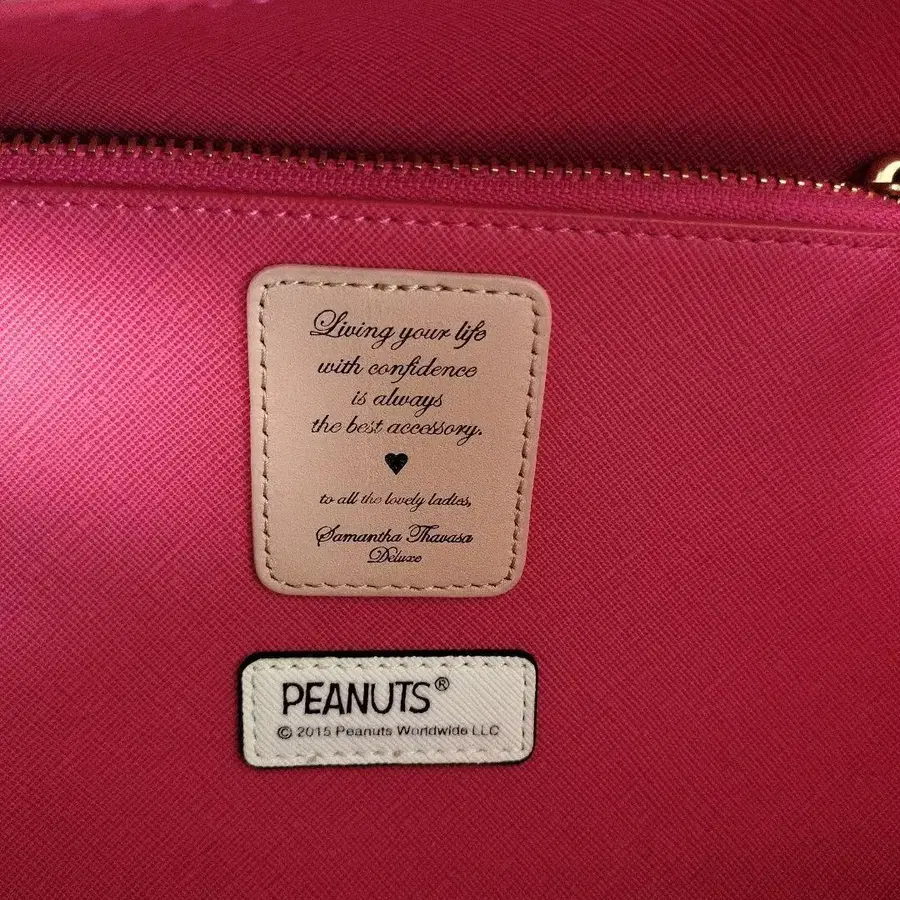 Living your life
with confidence
is always
the best accessory.
to all the lovely ladies,
Samantha Thavasa
Deluxe
PEANUTS®
© 2015 Peanuts Worldwide LLC